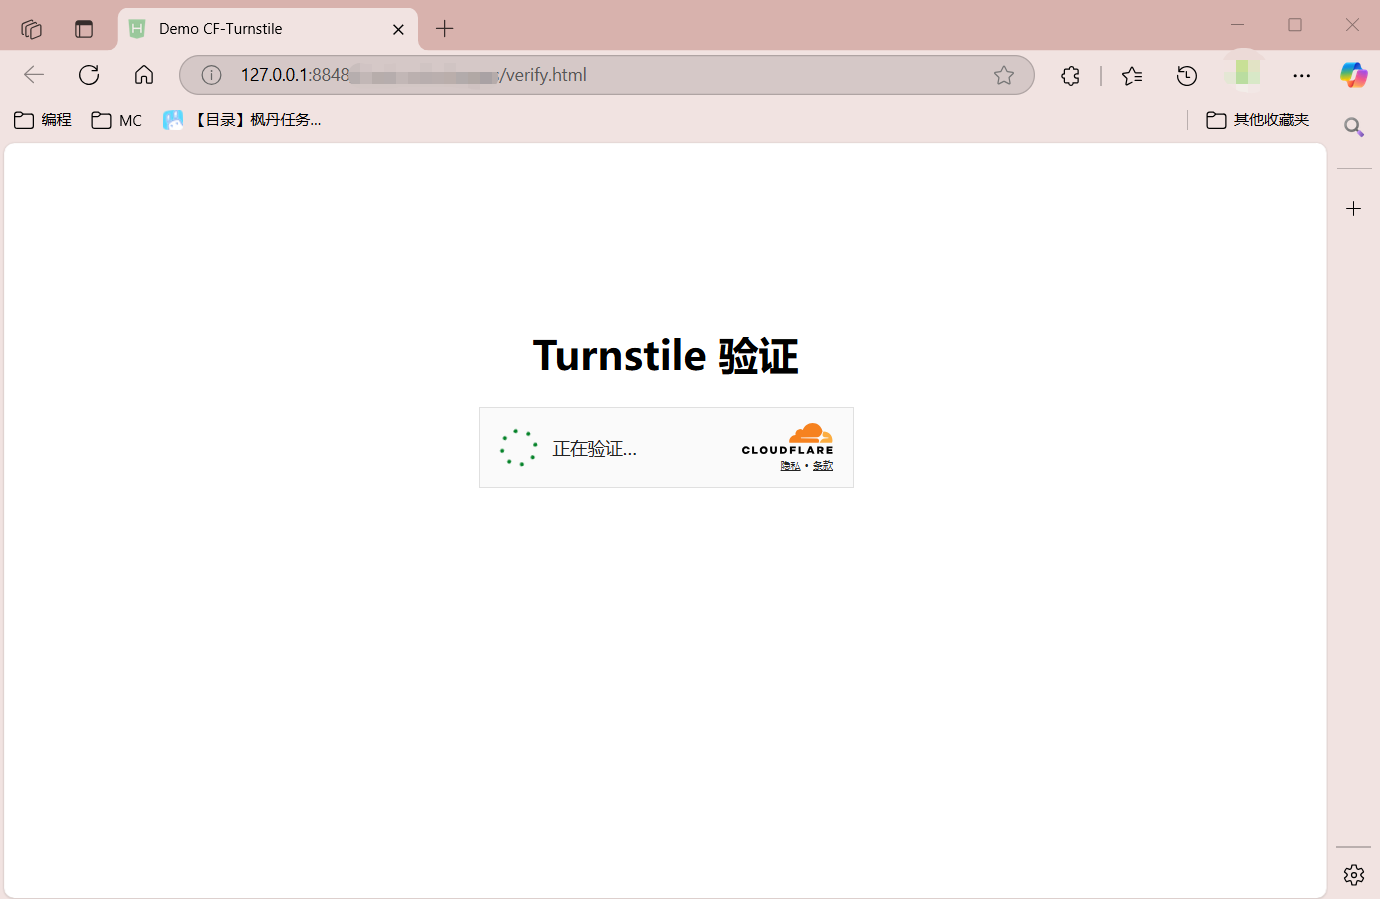 Demo CF-Turnstile
127.0.0.1:8848
/verify.html
编程
MC
【目录】枫丹任务...
其他收藏夹
Turnstile 验证
正在验证...
CLOUDFLARE
隐私 • 条款